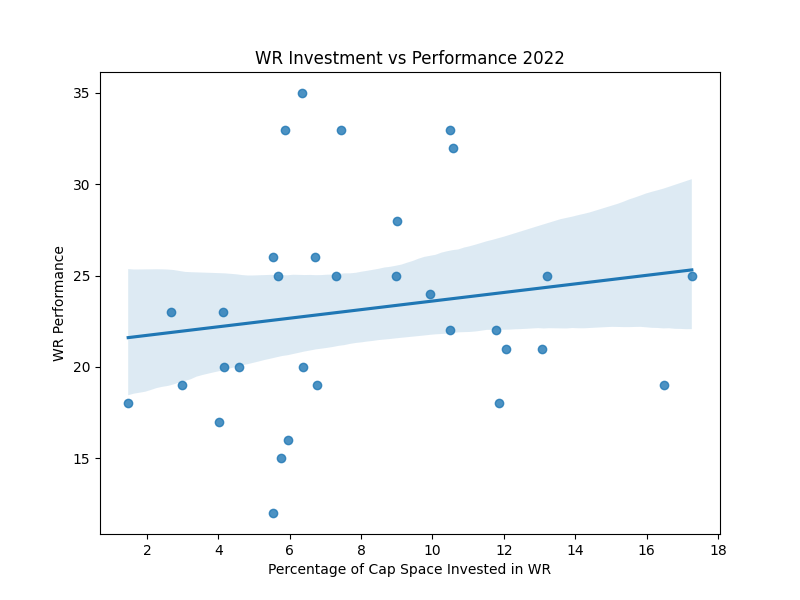 WR Investment vs Performance 2022
35
30
25
20
15
WR Performance
2 4 6 8 10 12 14 16 18
Percentage of Cap Space Invested in WR